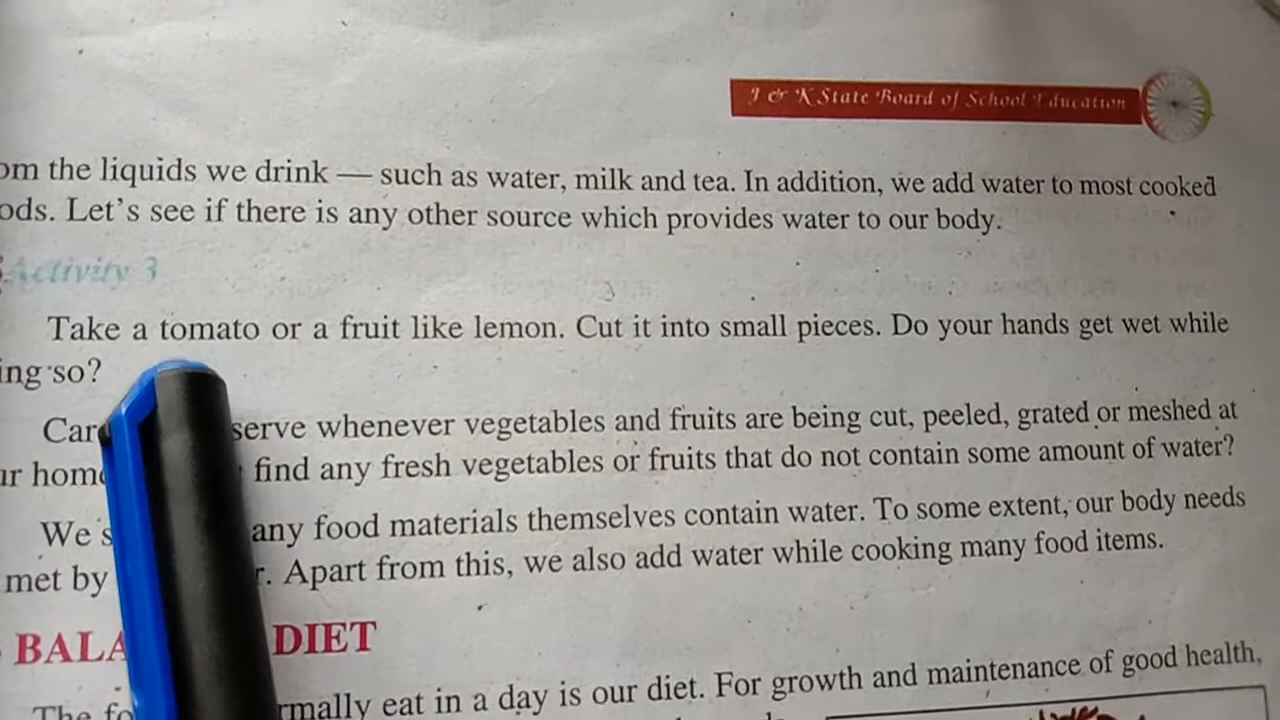 J & K State Board of School Education
om the liquids we drink — such as water, milk and tea. In addition, we add water to most cooked
ods. Let's see if there is any other source which provides water to our body.
Activity 3
Take a tomato or a fruit like lemon. Cut it into small pieces. Do your hands get wet while
ing so?
Car serve whenever vegetables and fruits are being cut, peeled, grated or meshed at
ur home find any fresh vegetables or fruits that do not contain some amount of water?
We s any food materials themselves contain water. To some extent, our body needs
met by r. Apart from this, we also add water while cooking many food items.
BALA DIET
The fo rmally eat in a day is our diet. For growth and maintenance of good health,